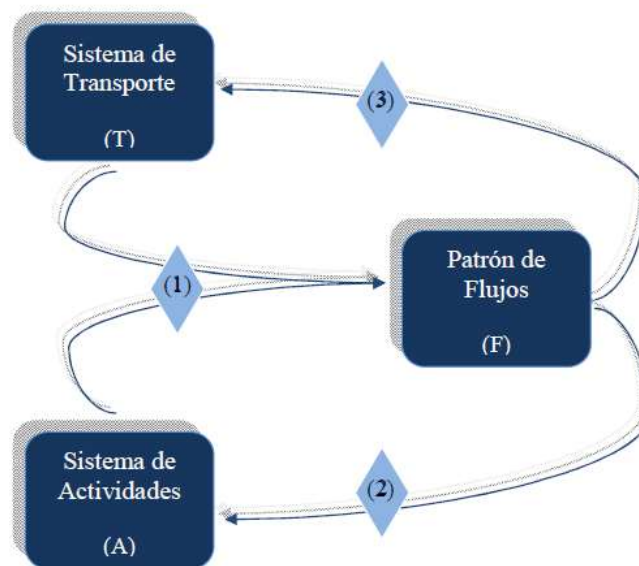 Sistema de
Transporte
(T)
(3)
(1)
Patrón de
Flujos
(F)
Sistema de
Actividades
(A)
(2)